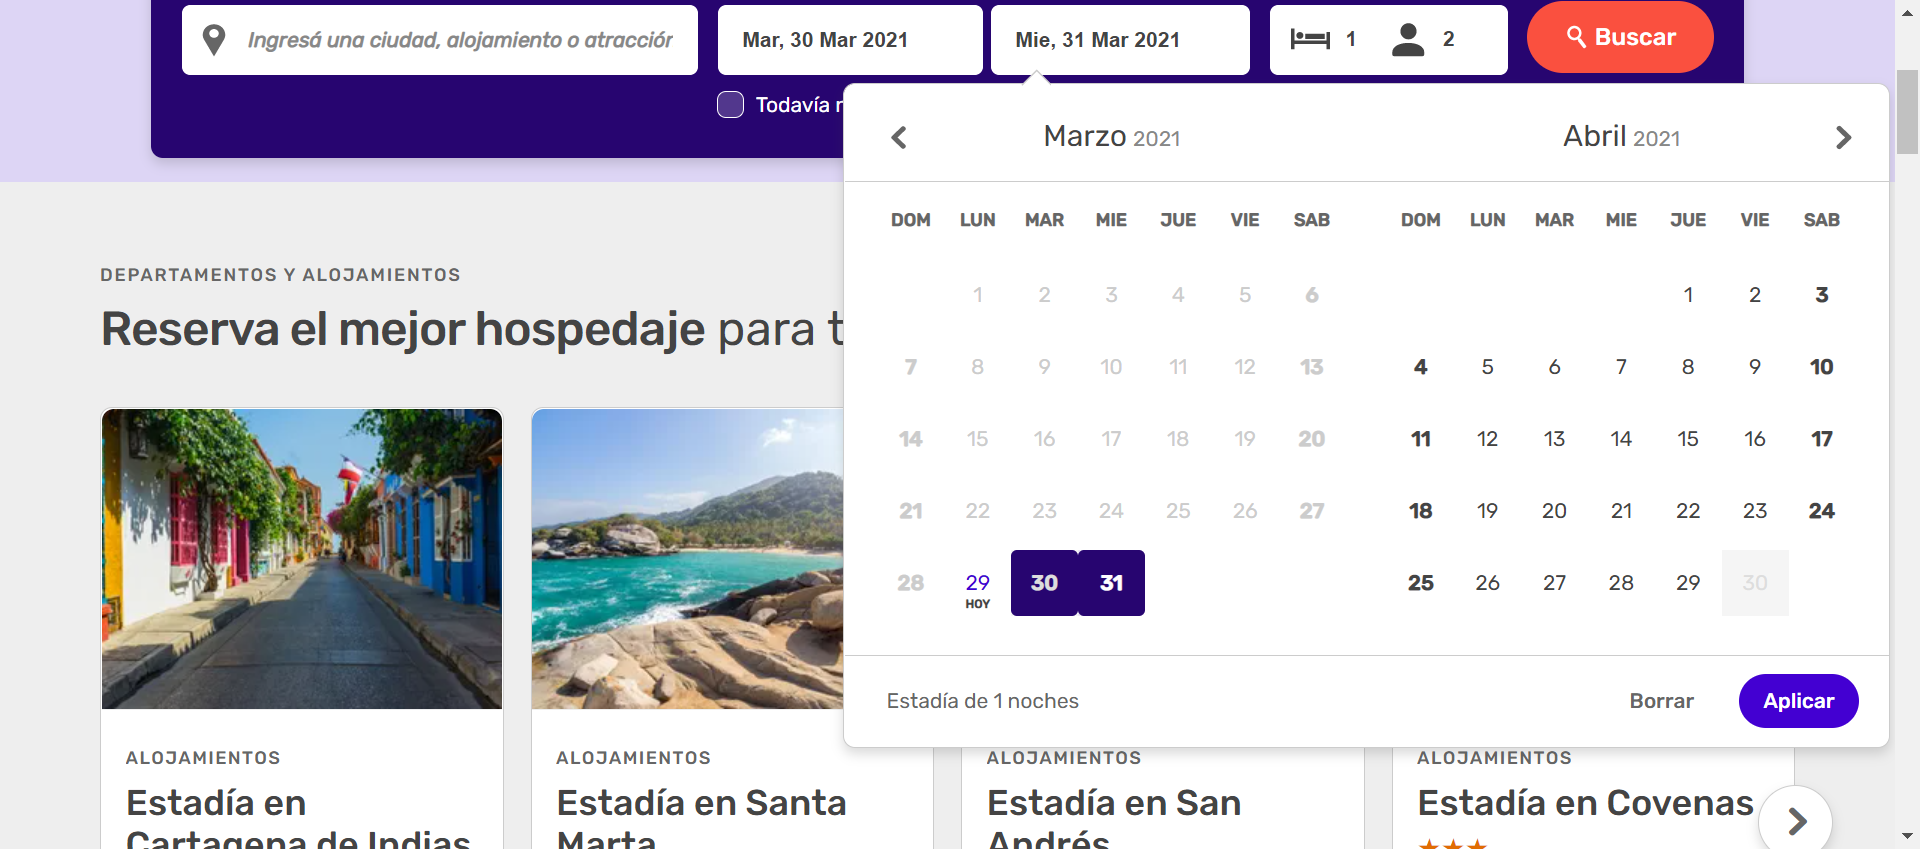 Ingresá una ciudad, alojamiento o atracción
Mar, 30 Mar 2021
Mie, 31 Mar 2021
1
2
Buscar
Todavía
Marzo 2021
Abril 2021
DOM LUN MAR MIE JUE VIE SAB
1 2 3 4 5 6
7 8 9 10 11 12 13
14 15 16 17 18 19 20
21 22 23 24 25 26 27
28 29 30 31
HOY
DOM LUN MAR MIE JUE VIE SAB
1 2 3
4 5 6 7 8 9 10
11 12 13 14 15 16 17
18 19 20 21 22 23 24
25 26 27 28 29 30
Estadía de 1 noches
Borrar
Aplicar
DEPARTAMENTOS Y ALOJAMIENTOS
Reserva el mejor hospedaje para
ALOJAMIENTOS
Estadía en
Cartagena de Indias
ALOJAMIENTOS
Estadía en Santa
Marta
ALOJAMIENTOS
Estadía en San
Andrés
ALOJAMIENTOS
Estadía en Covenas